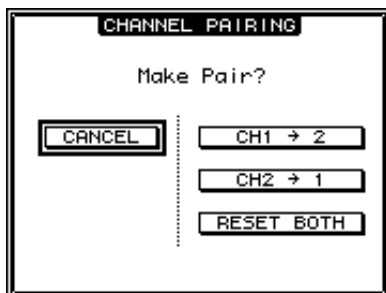 CHANNEL PAIRING
Make Pair?
CANCEL
CH1 → 2
CH2 → 1
RESET BOTH